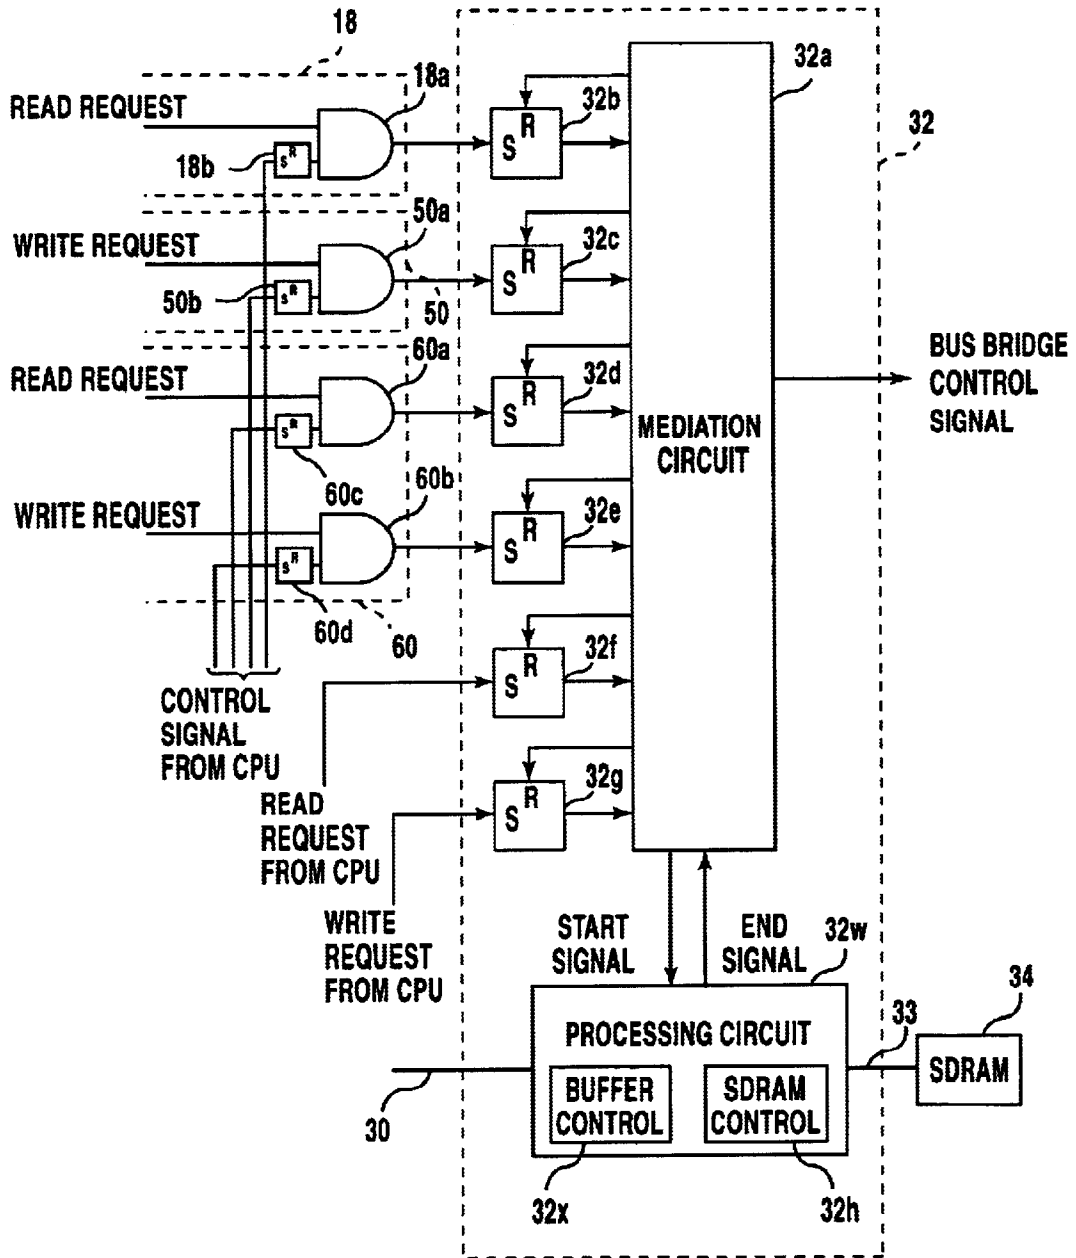 18
18a
32a
READ REQUEST
R
32b
32
S
18b
S R
50a
WRITE REQUEST
R
32c
S
50b
S R
50
60a
READ REQUEST
R
32d
S
S R
60c
60b
MEDIATION
CIRCUIT
BUS BRIDGE
CONTROL
SIGNAL
WRITE REQUEST
R
32e
S
S R
60d
60
R
32f
S
CONTROL
SIGNAL
FROM CPU
R
32g
S
READ
REQUEST
FROM CPU
WRITE
REQUEST
FROM CPU
START
SIGNAL
END
SIGNAL
32w
34
33
PROCESSING CIRCUIT
SDRAM
BUFFER
CONTROL
SDRAM
CONTROL
30
32x
32h